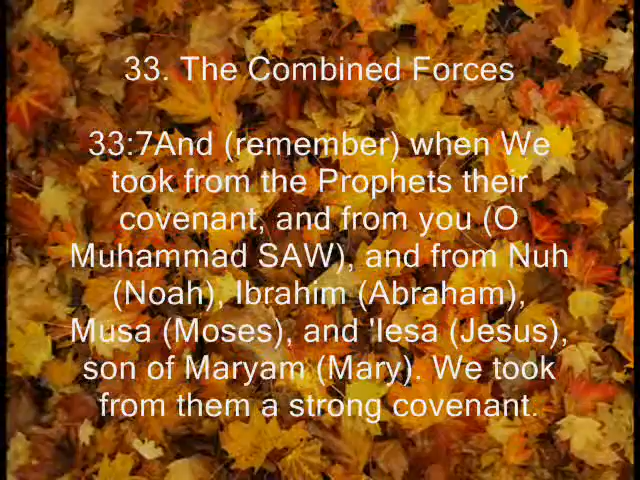 33. The Combined Forces
33:7And (remember) when We
took from the Prophets their
covenant, and from you (O
Muhammad SAW), and from Nuh
(Noah), Ibrahim (Abraham),
Musa (Moses), and 'Iesa (Jesus),
son of Maryam (Mary). We took
from them a strong covenant.